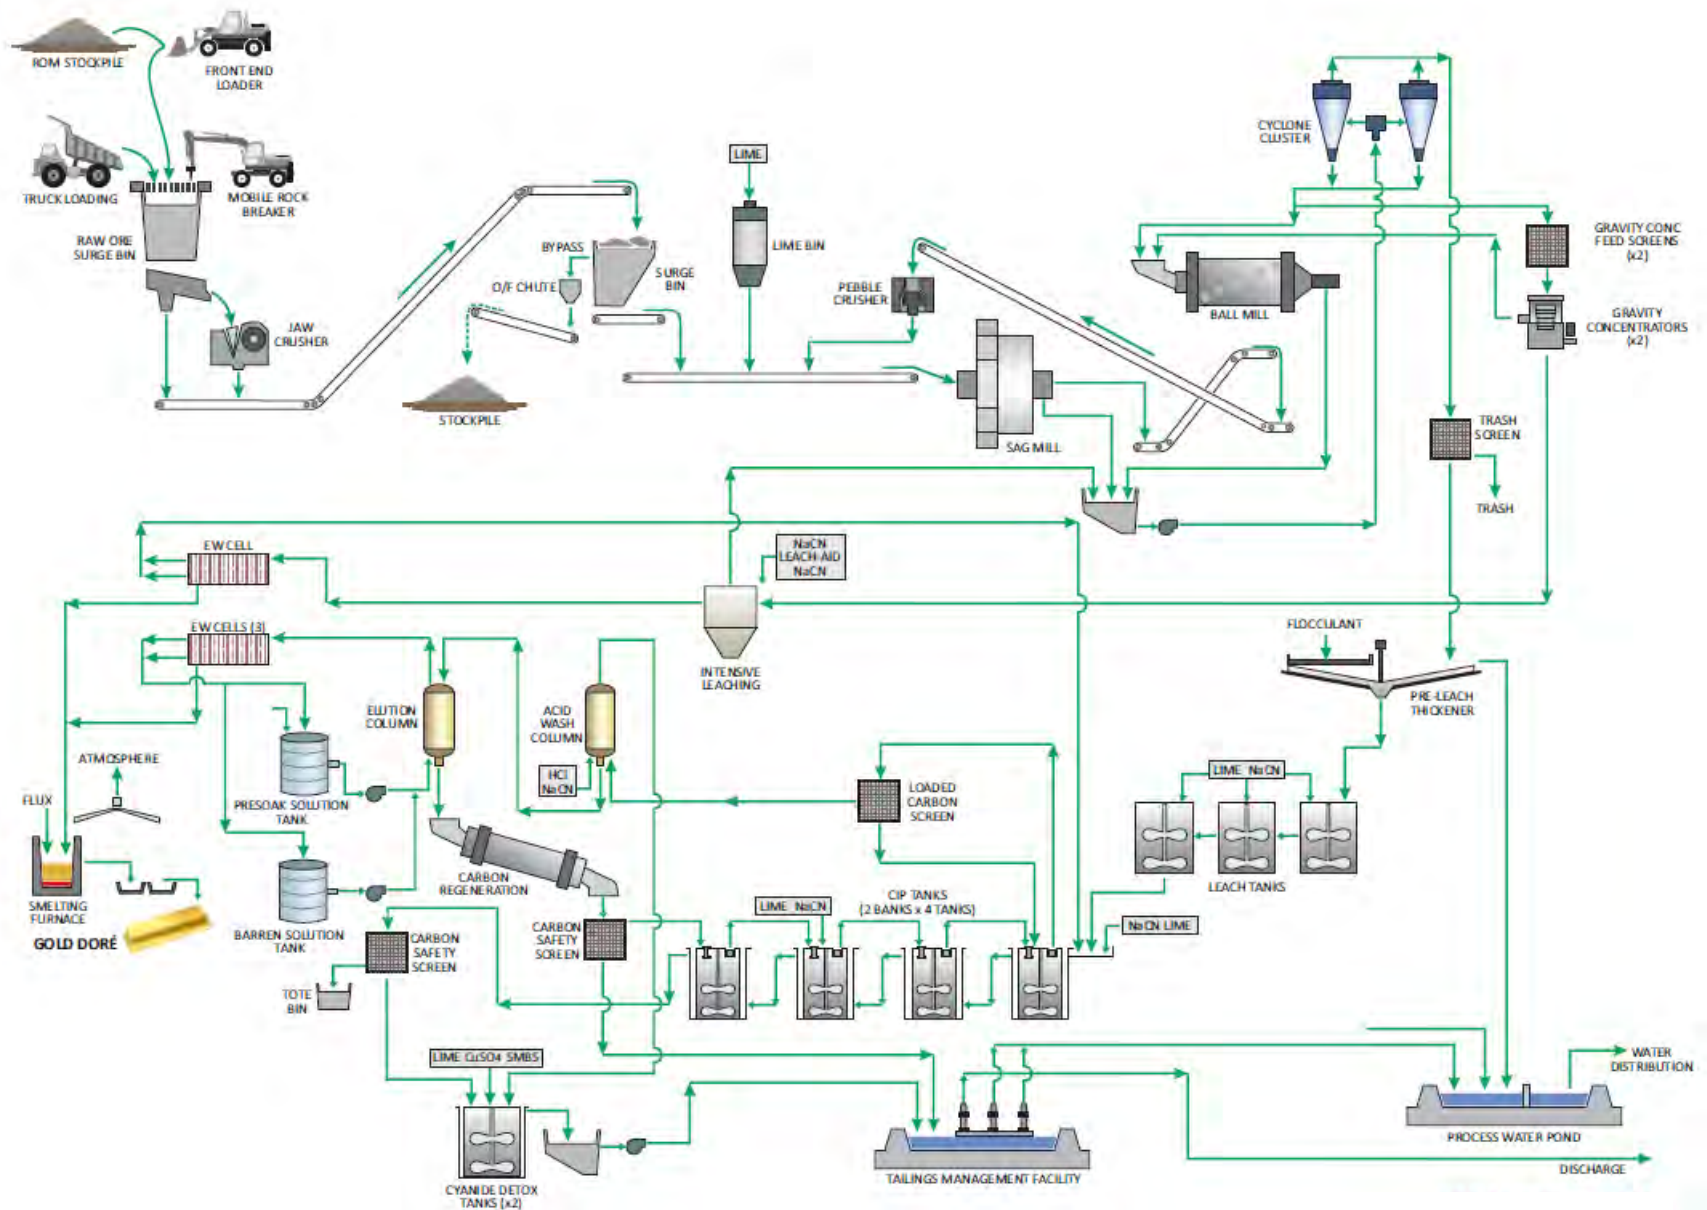 ROM STOCKPILE
FRONT END
LOADER
TRUCK LOADING
MOBILE ROCK
BREAKER
RAW ORE
SURGE BIN
JAW
CRUSHER
BYPASS
O/F CHUTE
SURGE
BIN
STOCKPILE
LIME
LIME BIN
PEBBLE
CRUSHER
SAG MILL
CYCLONE
CLUSTER
BALL MILL
GRAVITY CONC
FEED SCREENS
(x2)
GRAVITY
CONCENTRATORS
(x2)
TRASH
SCREEN
TRASH
EW CELL
NaCN
LEACH-AID
NaCN
INTENSIVE
LEACHING
EW CELLS (3)
FLOCCULANT
PRE-LEACH
THICKENER
ELUTION
COLUMN
ACID
WASH
COLUMN
HCl
NaCN
ATMOSPHERE
FLUX
PRESOAK SOLUTION
TANK
LOADED
CARBON
SCREEN
LIME NaCN
LEACH TANKS
CARBON
REGENERATION
SMELTING
FURNACE
GOLD DORÉ
BARREN SOLUTION
TANK
CARBON
SAFETY
SCREEN
CARBON
SAFETY
SCREEN
LIME NaCN
CIP TANKS
(2 BANKS x 4 TANKS)
NaCN LIME
TOTE
BIN
LIME CuSO4 SMBS
CYANIDE DETOX
TANKS (x2)
TAILINGS MANAGEMENT FACILITY
WATER
DISTRIBUTION
PROCESS WATER POND
DISCHARGE